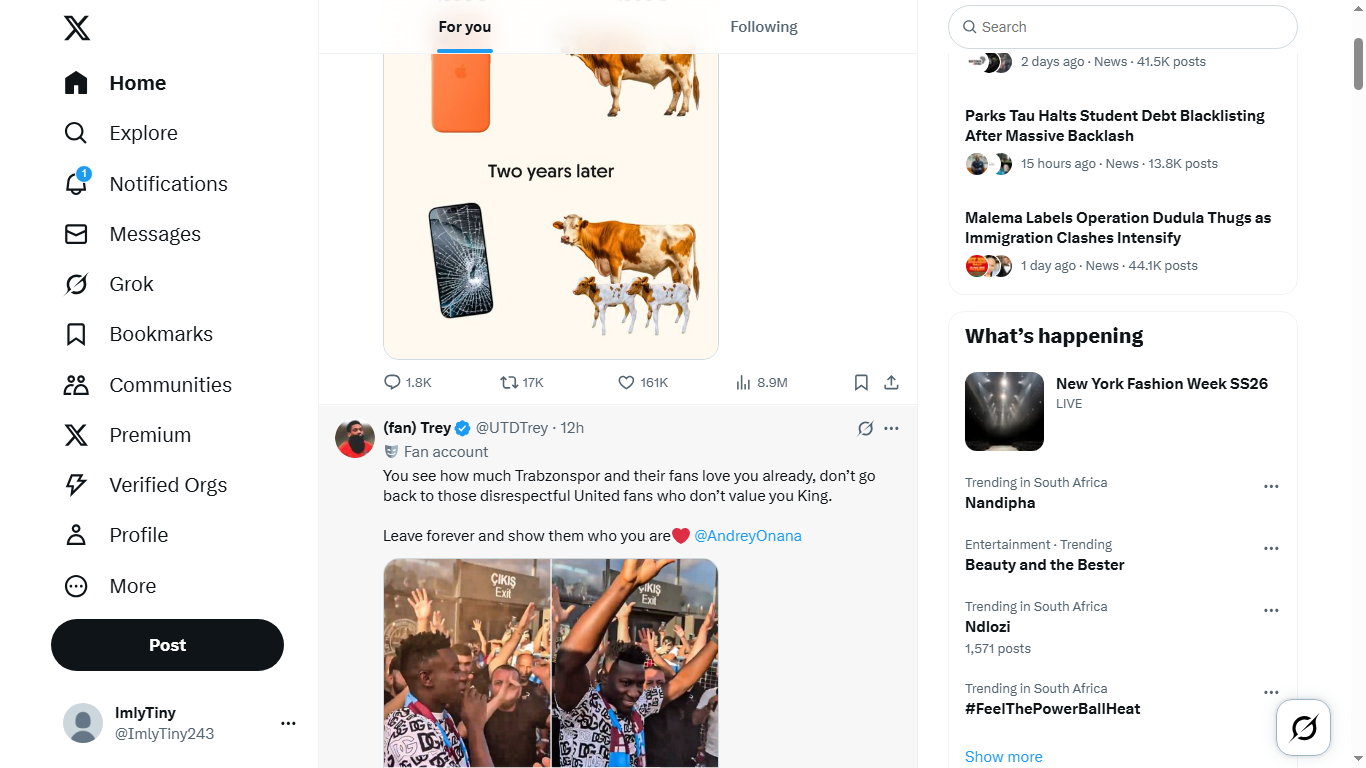 Home
Explore
1
Notifications
Messages
Grok
Bookmarks
Communities
Premium
Verified Orgs
Profile
More
Post
ImlyTiny
@ImlyTiny243
For you
Following
Two years later
1.8K
17K
161K
8.9M
(fan) Trey @UTDTrey · 12h
Fan account
You see how much Trabzonspor and their fans love you already, don’t go
back to those disrespectful United fans who don’t value you King.
Leave forever and show them who you are❤️ @AndreyOnana
ÇIKIŞ
Exit
ÇIKIŞ
Exit
Search
2 days ago · News · 41.5K posts
Parks Tau Halts Student Debt Blacklisting
After Massive Backlash
15 hours ago · News · 13.8K posts
Malema Labels Operation Dudula Thugs as
Immigration Clashes Intensify
1 day ago · News · 44.1K posts
What’s happening
New York Fashion Week SS26
LIVE
Trending in South Africa
Nandipha
Entertainment · Trending
Beauty and the Bester
Trending in South Africa
Ndlozi
1,571 posts
Trending in South Africa
#FeelThePowerBallHeat
Show more